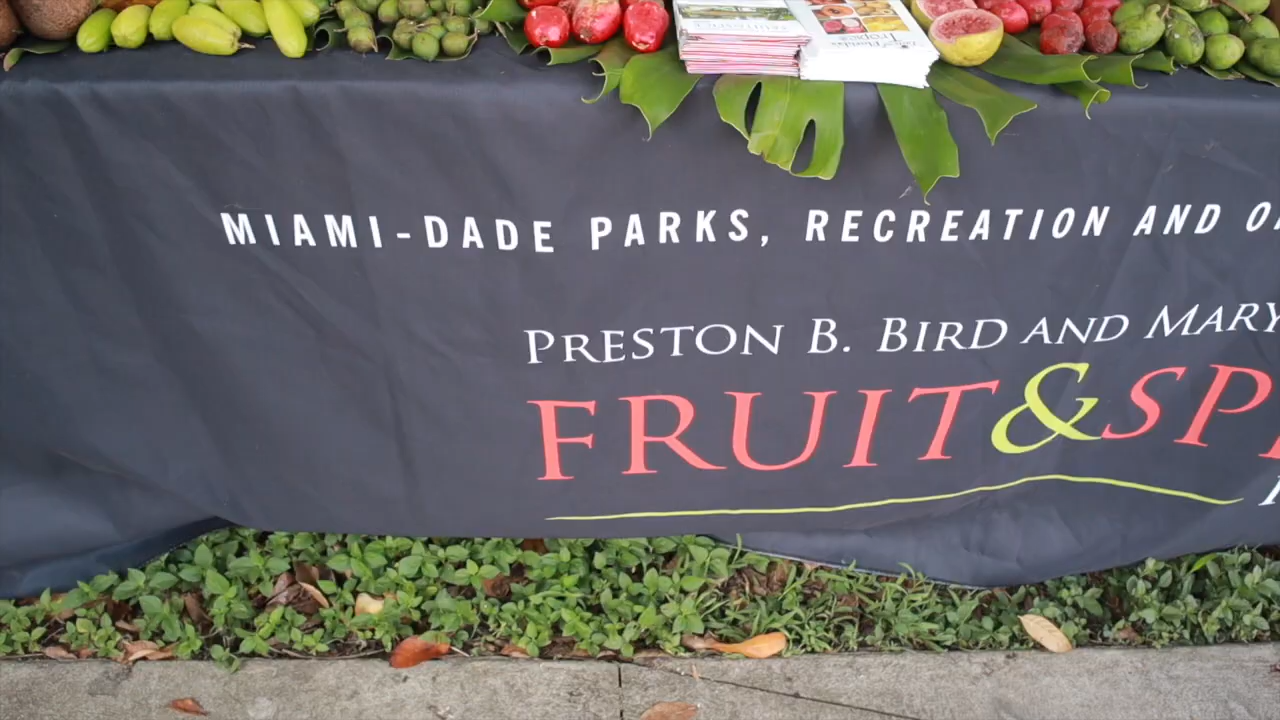 MIAMI-DADE PARKS, RECREATION AND O
PRESTON B. BIRD AND MARY
FRUIT&SP